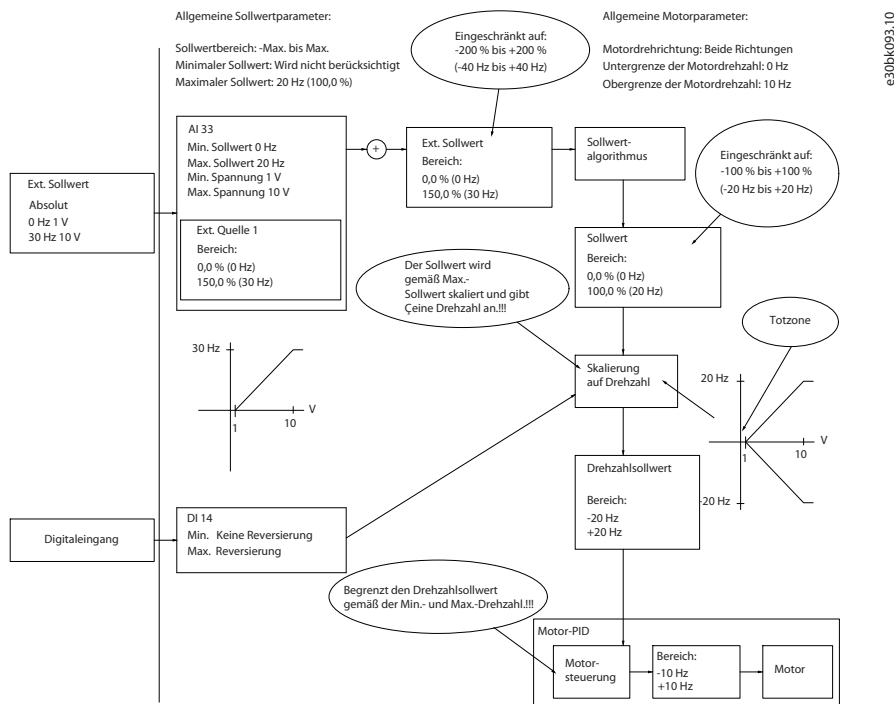 Allgemeine Sollwertparameter:
Sollwertbereich: -Max. bis Max.
Minimaler Sollwert: Wird nicht berücksichtigt
Maximaler Sollwert: 20 Hz (100,0 %)
Eingeschränkt auf:
-200 % bis +200 %
(-40 Hz bis +40 Hz)
Allgemeine Motorparameter:
Motordrehrichtung: Beide Richtungen
Untergrenze der Motordrehzahl: 0 Hz
Obergrenze der Motordrehzahl: 10 Hz
e30bk093.10
Ext. Sollwert
Absolut
0 Hz 1 V
30 Hz 10 V
AI 33
Min. Sollwert 0 Hz
Max. Sollwert 20 Hz
Min. Spannung 1 V
Max. Spannung 10 V
Ext. Quelle 1
Bereich:
0,0 % (0 Hz)
150,0 % (30 Hz)
+
Ext. Sollwert
Bereich:
0,0 % (0 Hz)
150,0 % (30 Hz)
Sollwert-
algorithmus
Eingeschränkt auf:
-100 % bis +100 %
(-20 Hz bis +20 Hz)
Sollwert
Bereich:
0,0 % (0 Hz)
100,0 % (20 Hz)
Der Sollwert wird
gemäß Max.-
Sollwert skaliert und gibt
Çeine Drehzahl an.!!!
Totzone
30 Hz
1
10
V
Skalierung
auf Drehzahl
20 Hz
1
10
V
-20 Hz
Drehzahlsollwert
Bereich:
-20 Hz
+20 Hz
Digitaleingang
DI 14
Min. Keine Reversierung
Max. Reversierung
Begrenzt den Drehzahlsollwert
gemäß der Min.- und Max.-Drehzahl.!!!
Motor-PID
Motor-
steuerung
Bereich:
-10 Hz
+10 Hz
Motor